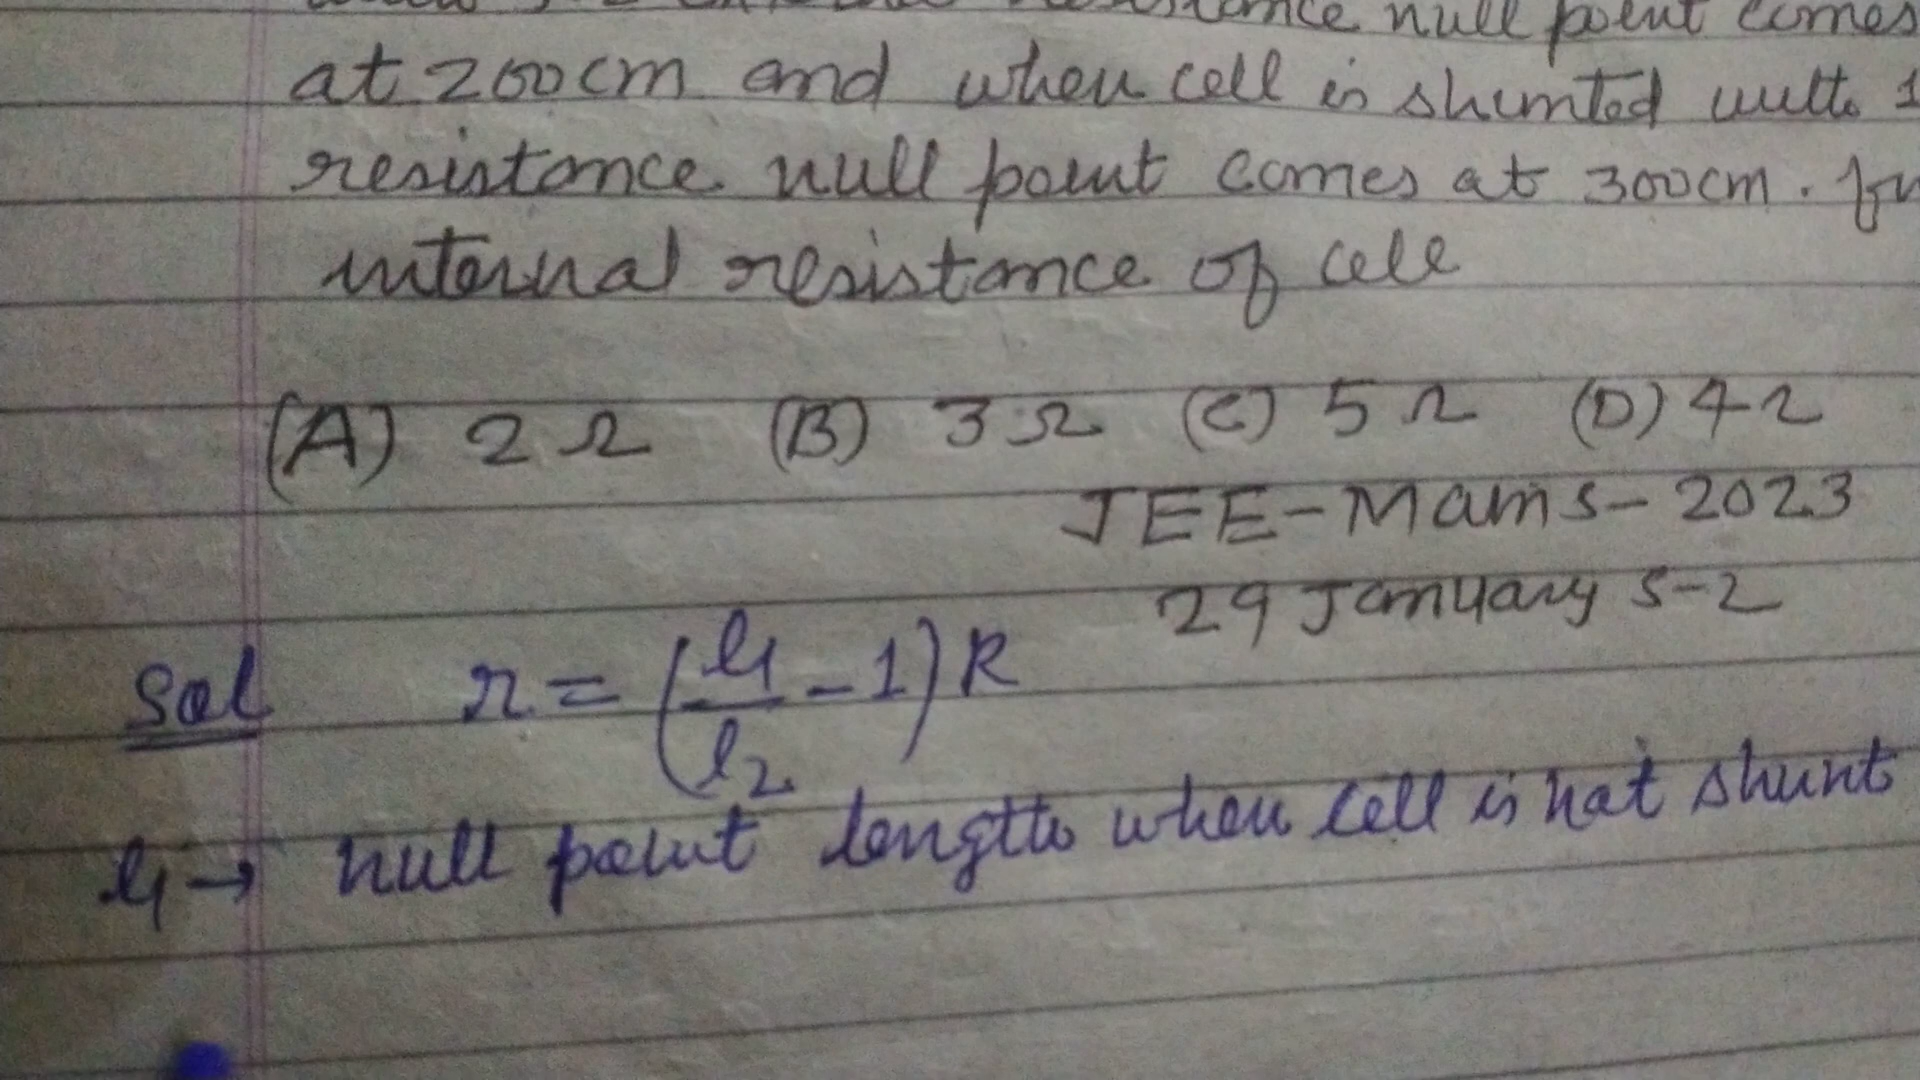 null point comes
at 200cm and when cell is shunted with 1
resistance null point comes at 300cm.
internal resistance of cell
(A) 2Ω (B) 3Ω (C) 5Ω (D) 4Ω
JEE-Mains-2023
29 January S-2
Sol r = (l1/l2 - 1)R
l1 → null point length when cell is not shunt